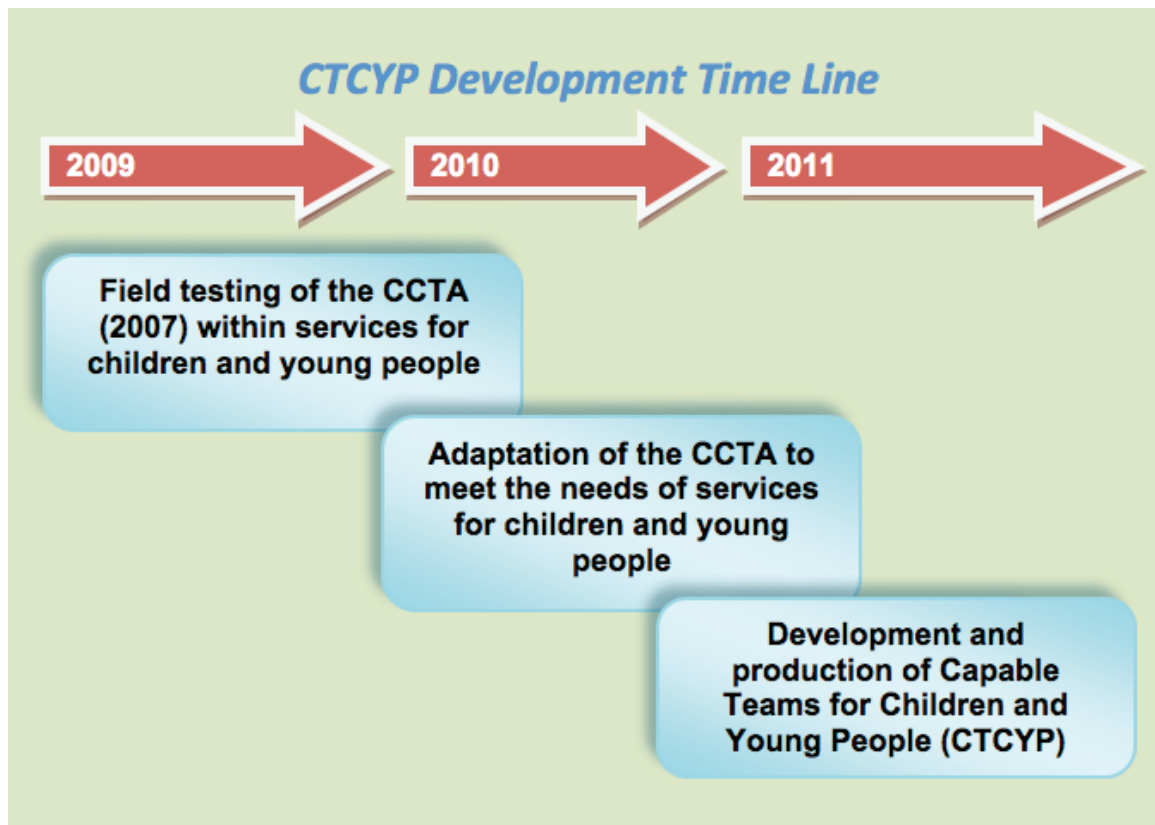 CTCYP Development Time Line
2009
2010
2011
Field testing of the CCTA
(2007) within services for
children and young people
Adaptation of the CCTA to
meet the needs of services
for children and young
people
Development and
production of Capable
Teams for Children and
Young People (CTCYP)